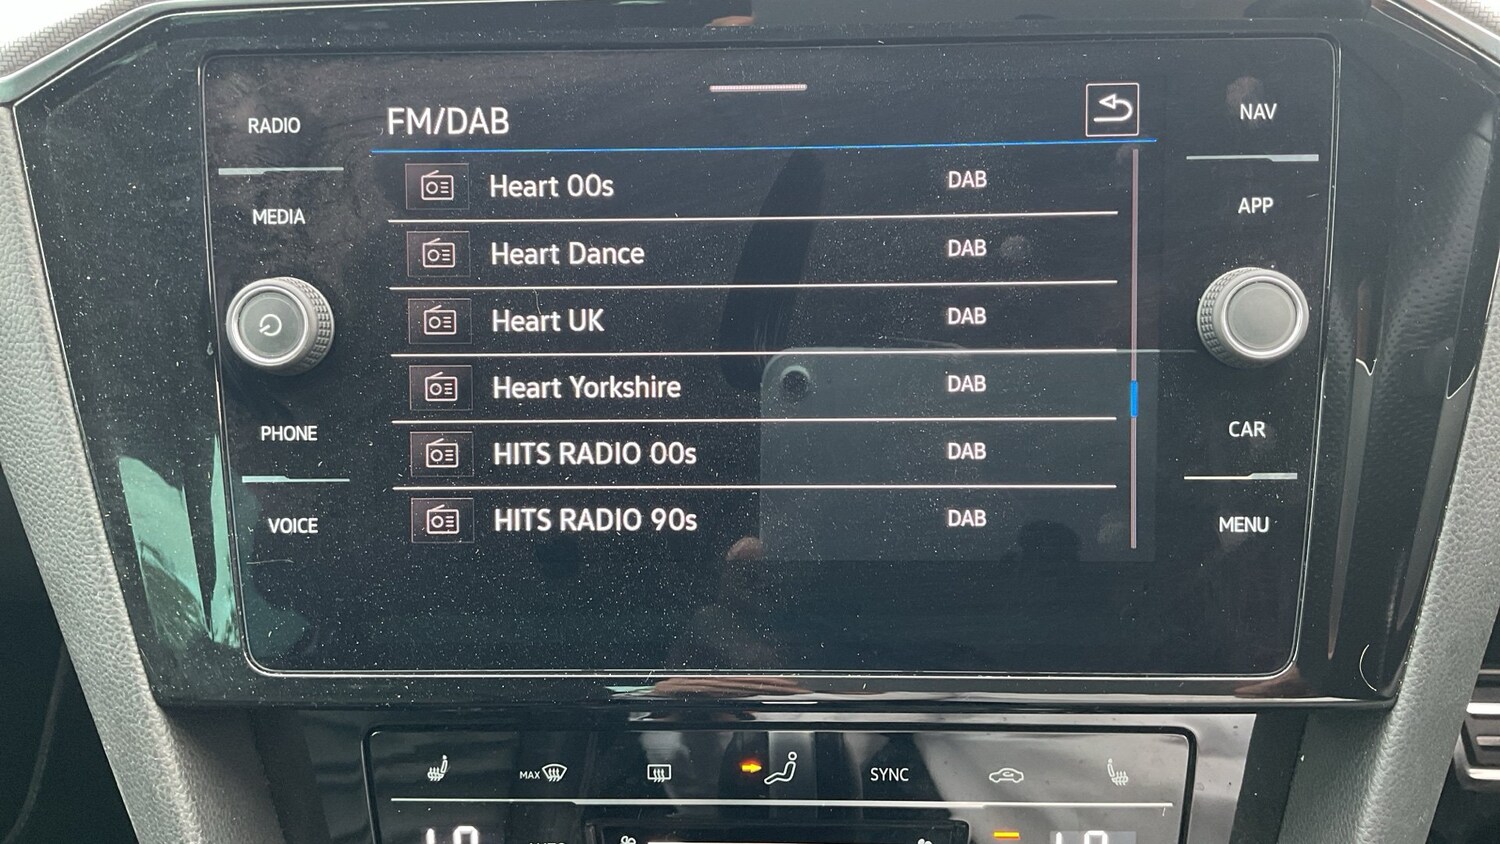 RADIO
FM/DAB
NAV
MEDIA
Heart 00s DAB
APP
Heart Dance DAB
Heart UK DAB
Heart Yorkshire DAB
PHONE
CAR
HITS RADIO 00s DAB
VOICE
HITS RADIO 90s DAB
MENU
MAX
SYNC